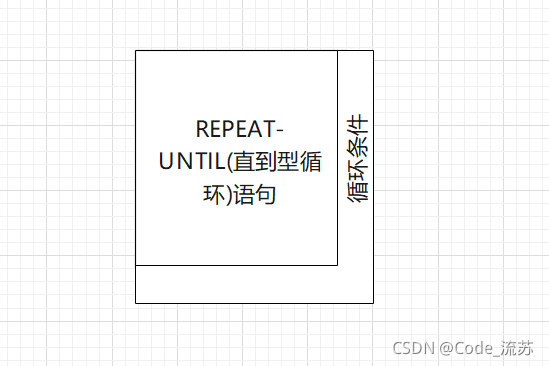 REPEAT-
UNTIL(直到型循
环)语句
循环条件
CSDN @Code_流苏